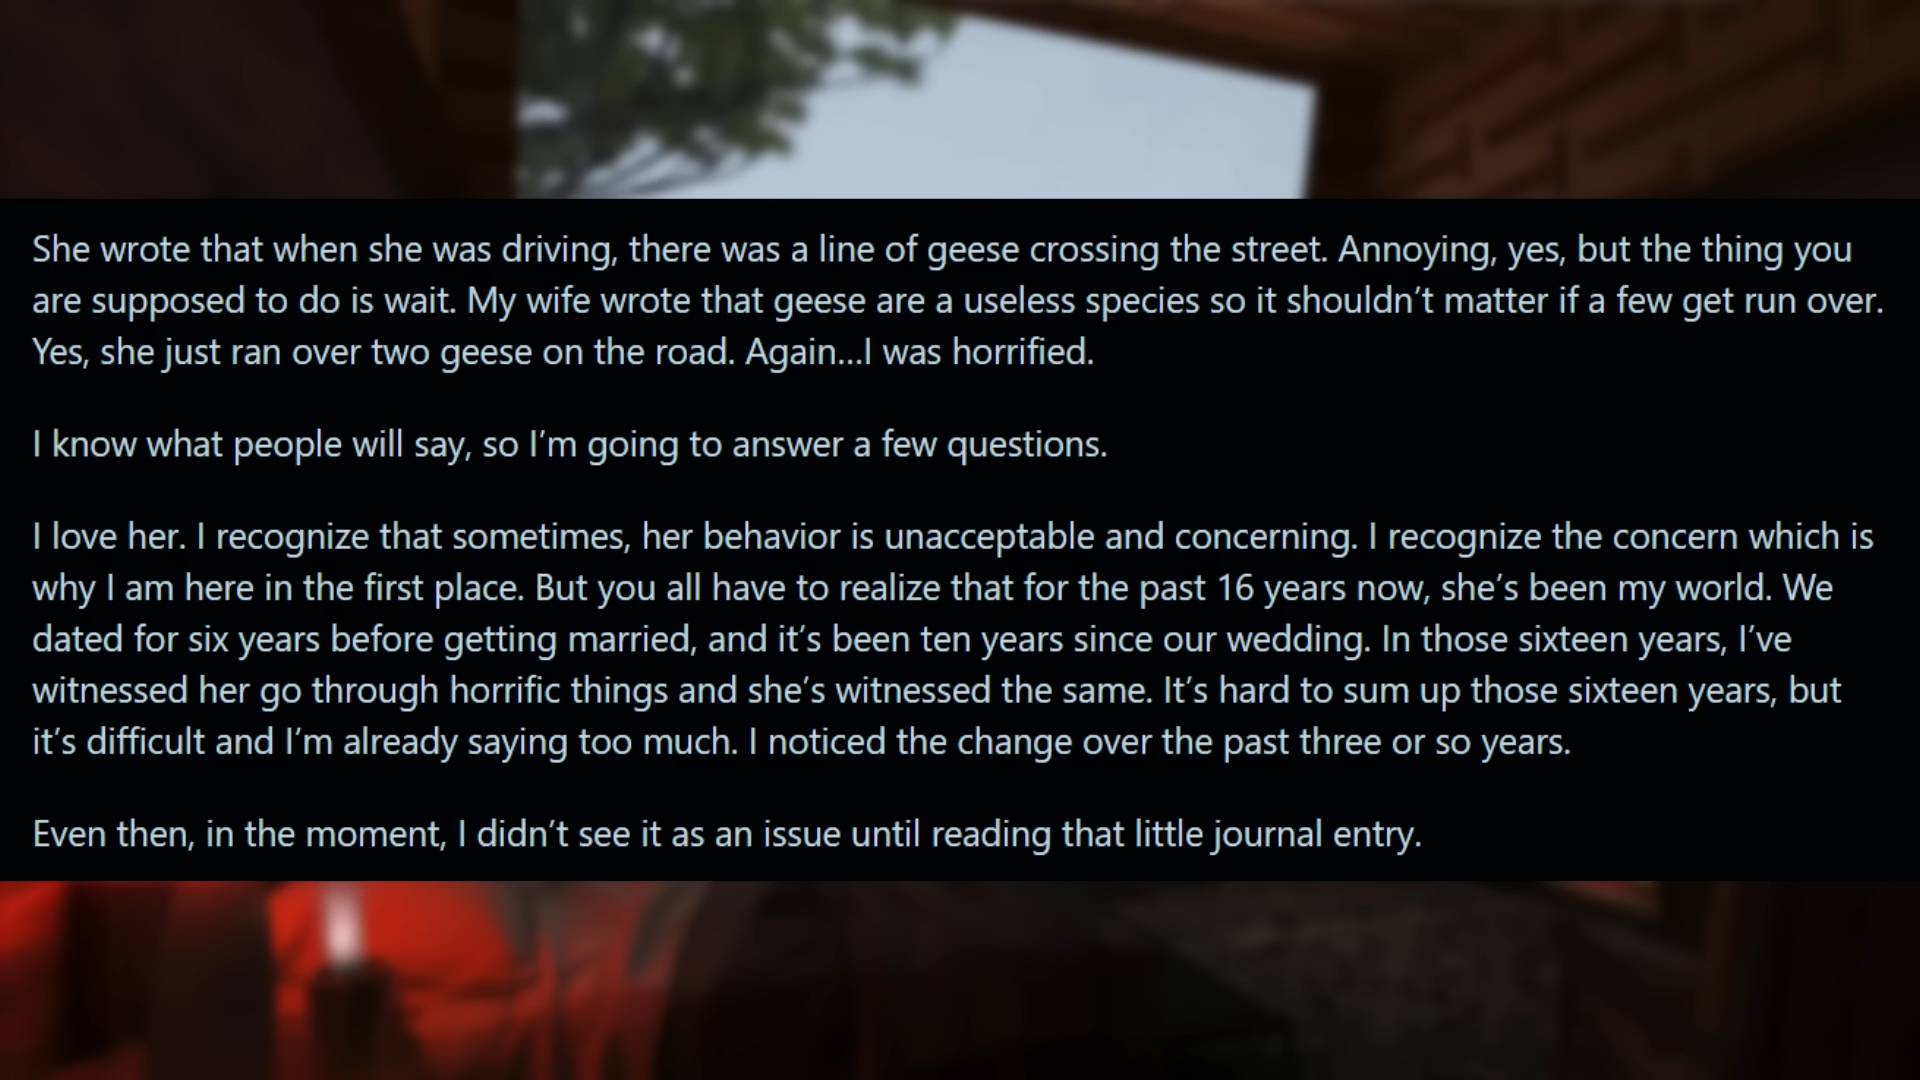 She wrote that when she was driving, there was a line of geese crossing the street. Annoying, yes, but the thing you
are supposed to do is wait. My wife wrote that geese are a useless species so it shouldn’t matter if a few get run over.
Yes, she just ran over two geese on the road. Again...I was horrified.
I know what people will say, so I’m going to answer a few questions.
I love her. I recognize that sometimes, her behavior is unacceptable and concerning. I recognize the concern which is
why I am here in the first place. But you all have to realize that for the past 16 years now, she’s been my world. We
dated for six years before getting married, and it’s been ten years since our wedding. In those sixteen years, I’ve
witnessed her go through horrific things and she’s witnessed the same. It’s hard to sum up those sixteen years, but
it’s difficult and I’m already saying too much. I noticed the change over the past three or so years.
Even then, in the moment, I didn’t see it as an issue until reading that little journal entry.